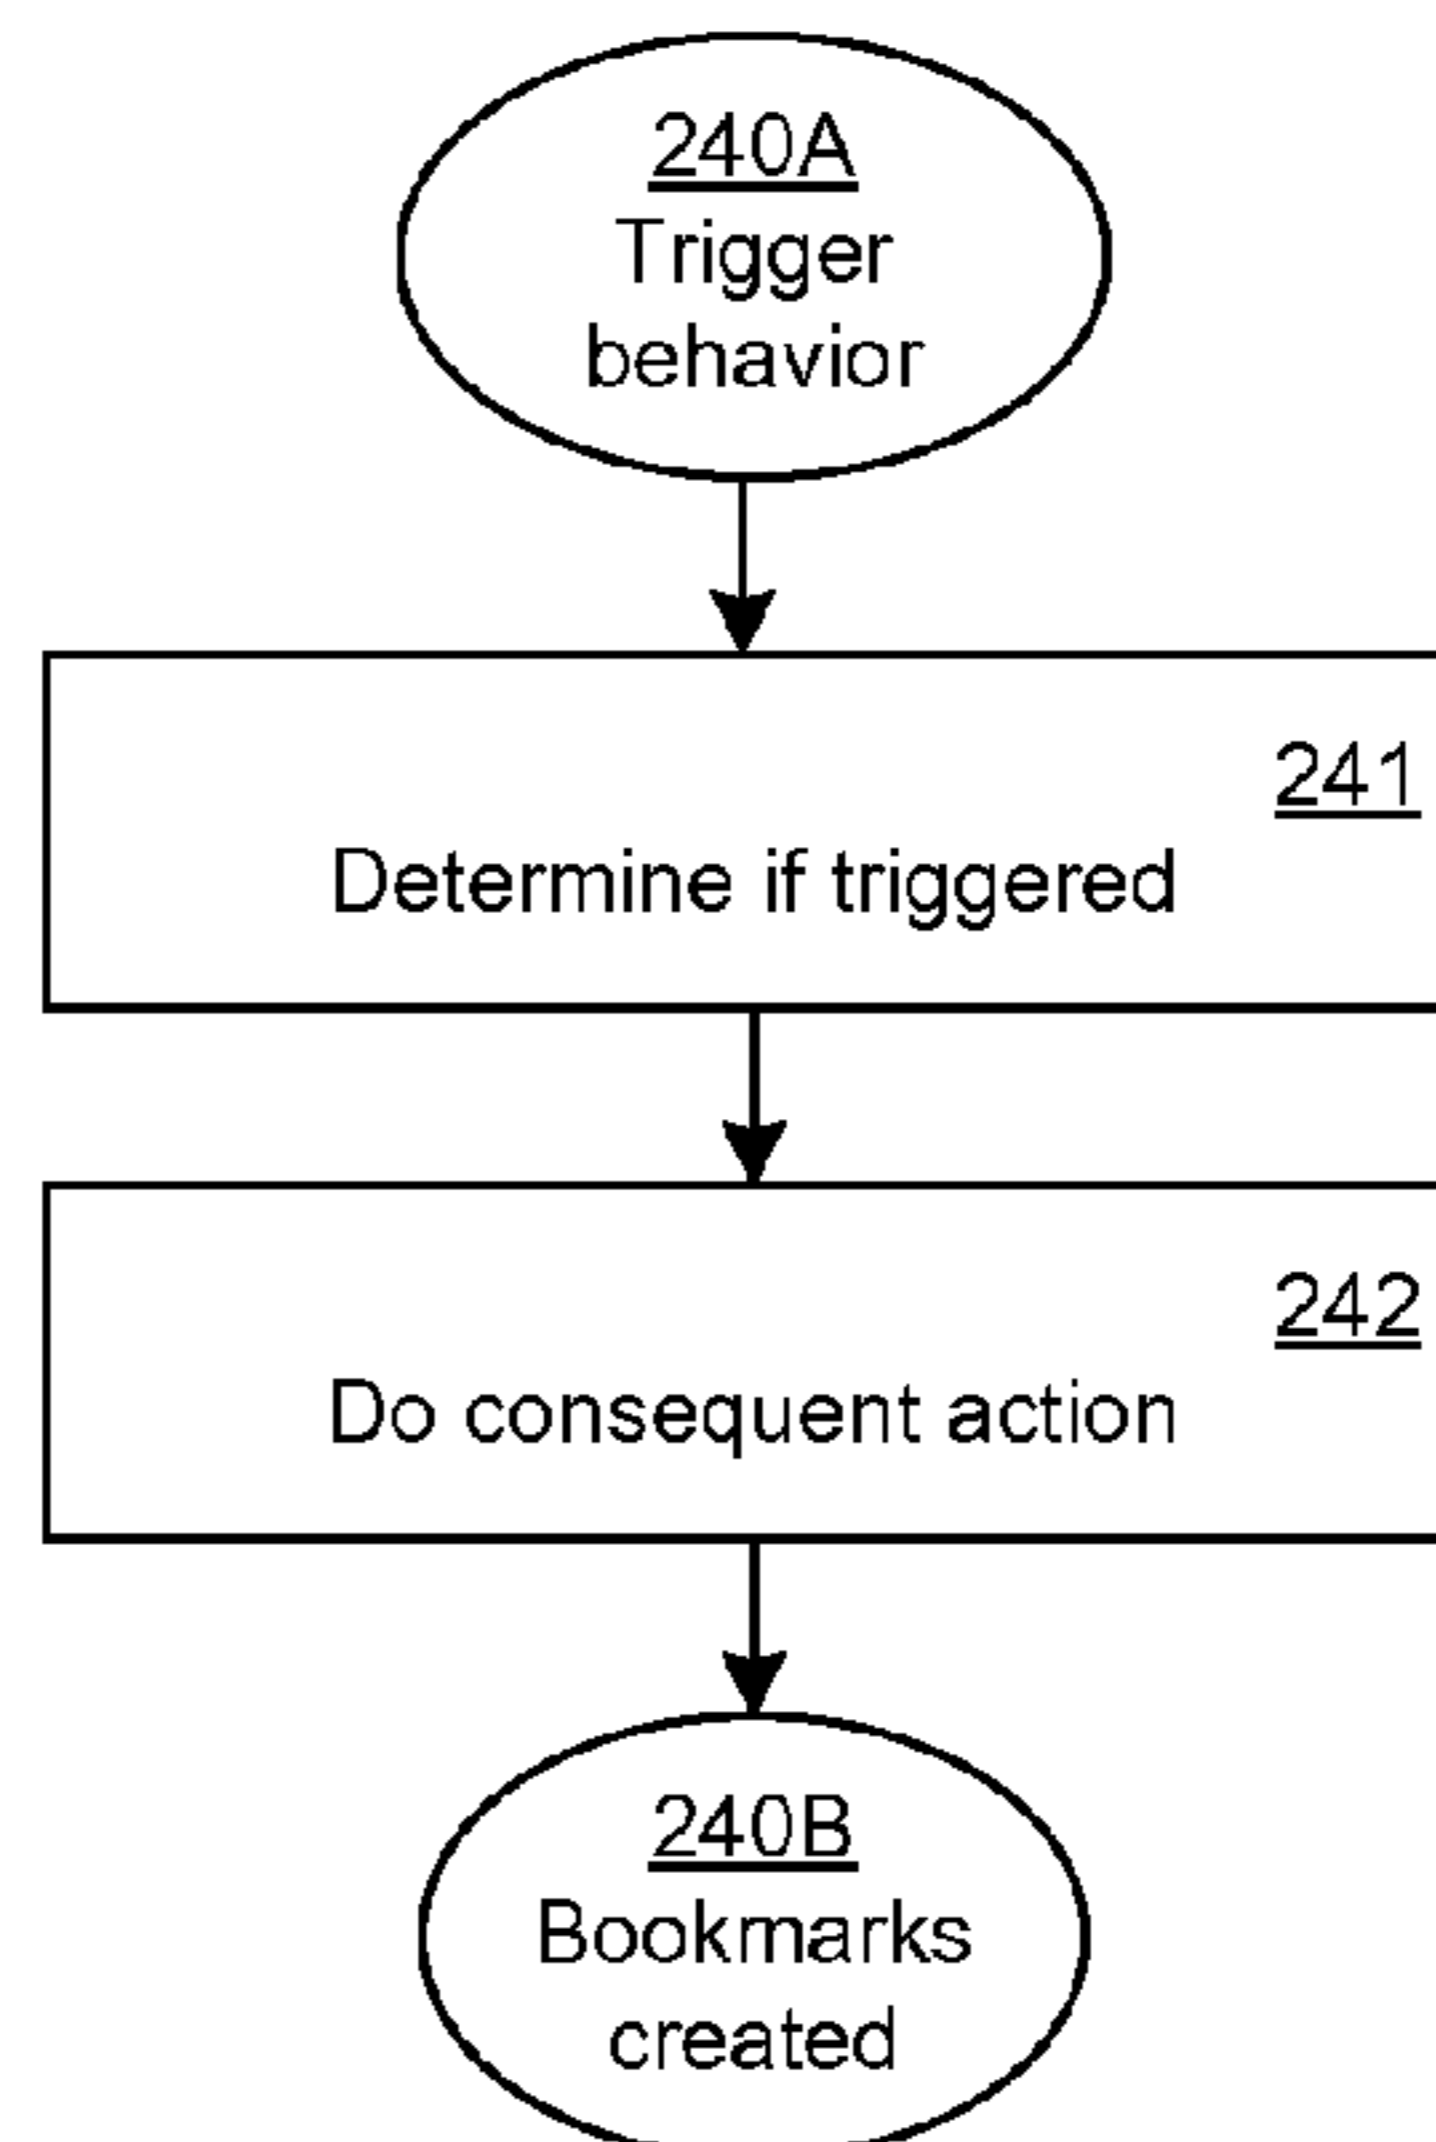 240A
Trigger
behavior
241
Determine if triggered
242
Do consequent action
240B
Bookmarks
created